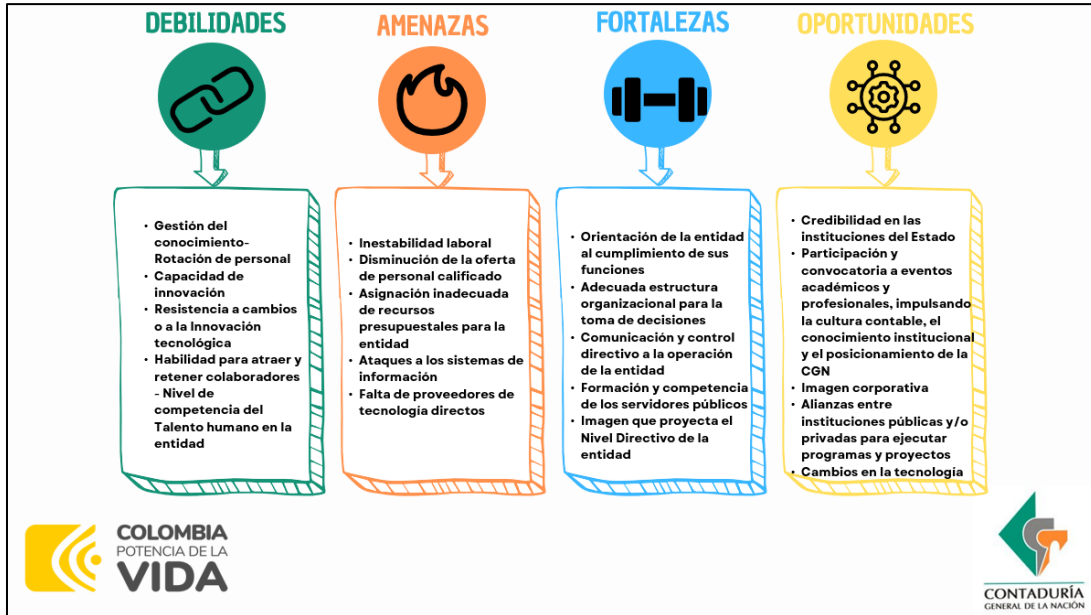 DEBILIDADES
• Gestión del
conocimiento-
Rotación de personal
• Capacidad de
innovación
• Resistencia a cambios
o a la Innovación
tecnológica
• Habilidad para atraer y
retener colaboradores
- Nivel de
competencia del
Talento humano en la
entidad
AMENAZAS
• Inestabilidad laboral
• Disminución de la oferta
de personal calificado
• Asignación inadecuada
de recursos
presupuestales para la
entidad
• Ataques a los sistemas de
información
• Falta de proveedores de
tecnología directos
FORTALEZAS
• Orientación de la entidad
al cumplimiento de sus
funciones
• Adecuada estructura
organizacional para la
toma de decisiones
• Comunicación y control
directivo a la operación
de la entidad
• Formación y competencia
de los servidores públicos
• Imagen que proyecta el
Nivel Directivo de la
entidad
OPORTUNIDADES
• Credibilidad en las
instituciones del Estado
• Participación y
convocatoria a eventos
académicos y
profesionales, impulsando
la cultura contable, el
conocimiento institucional
y el posicionamiento de la
CGN
• Imagen corporativa
• Alianzas entre
instituciones públicas y/o
privadas para ejecutar
programas y proyectos
• Cambios en la tecnología
COLOMBIA
POTENCIA DE LA
VIDA
CONTADURÍA
GENERAL DE LA NACIÓN